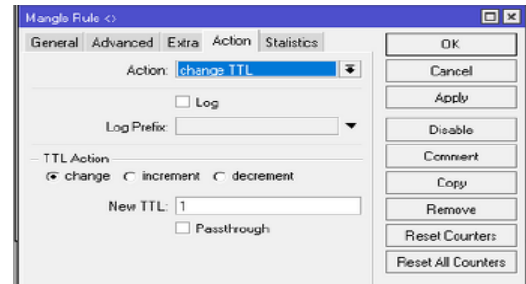 Mangle Rule <>
General Advanced Extra Action Statistics
Action: change TTL
Log
Log Prefix:
TTL Action
change increment decrement
New TTL: 1
Passthrough
OK
Cancel
Apply
Disable
Comment
Copy
Remove
Reset Counters
Reset All Counters